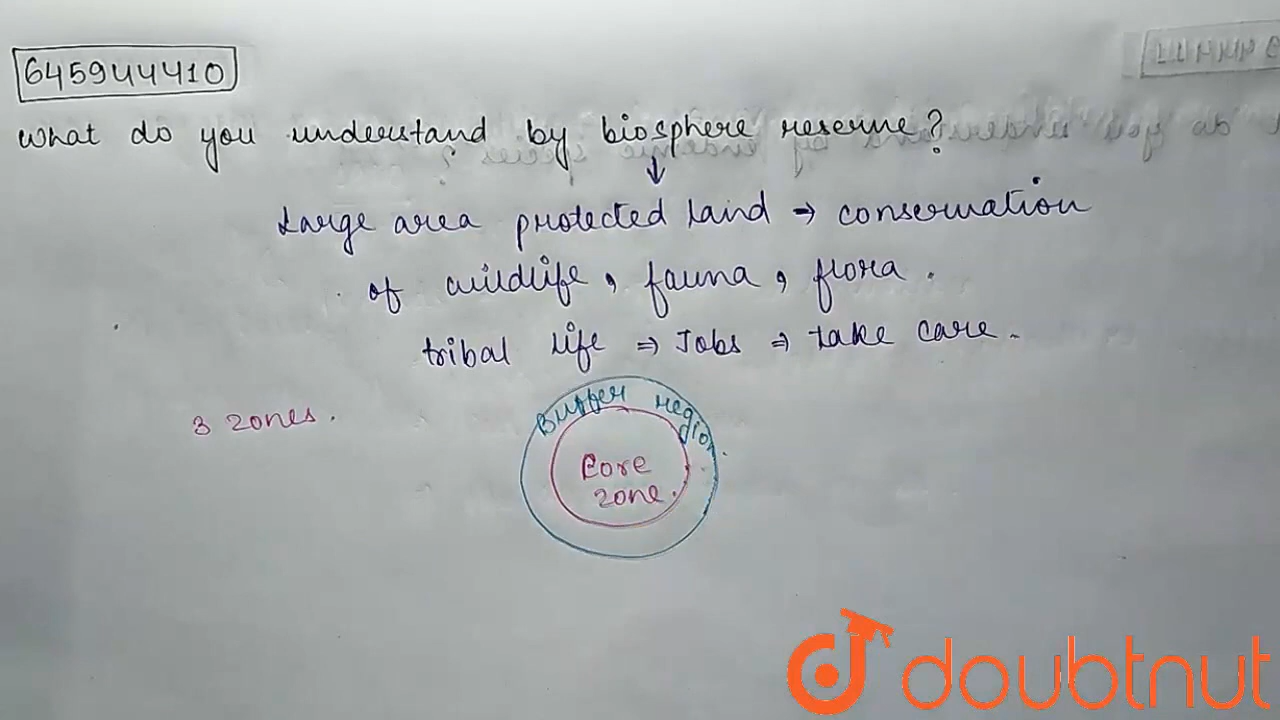 645944410
What do you understand by biosphere reserve?
↓
Large area protected land → conservation
of wildlife, fauna, flora.
tribal life ⇒ Jobs ⇒ take care.
3 zones.
Buffer region.
Core
zone.
doubtnut